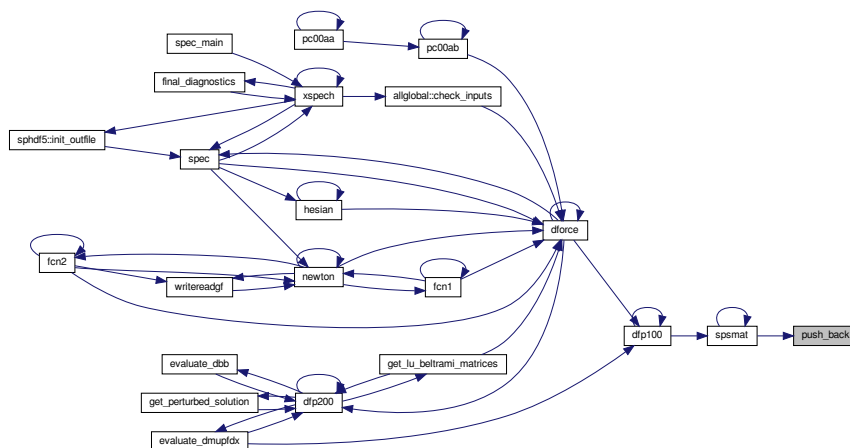 pc00aa
spec_main
pc00ab
final_diagnostics
xspech
allglobal::check_inputs
sphdf5::init_outfile
spec
hesian
dforce
fcn2
newton
writereadgf
fcn1
dfp100
spsmat
push_back
evaluate_dbb
get_lu_beltrami_matrices
get_perturbed_solution
dfp200
evaluate_dmupfdx